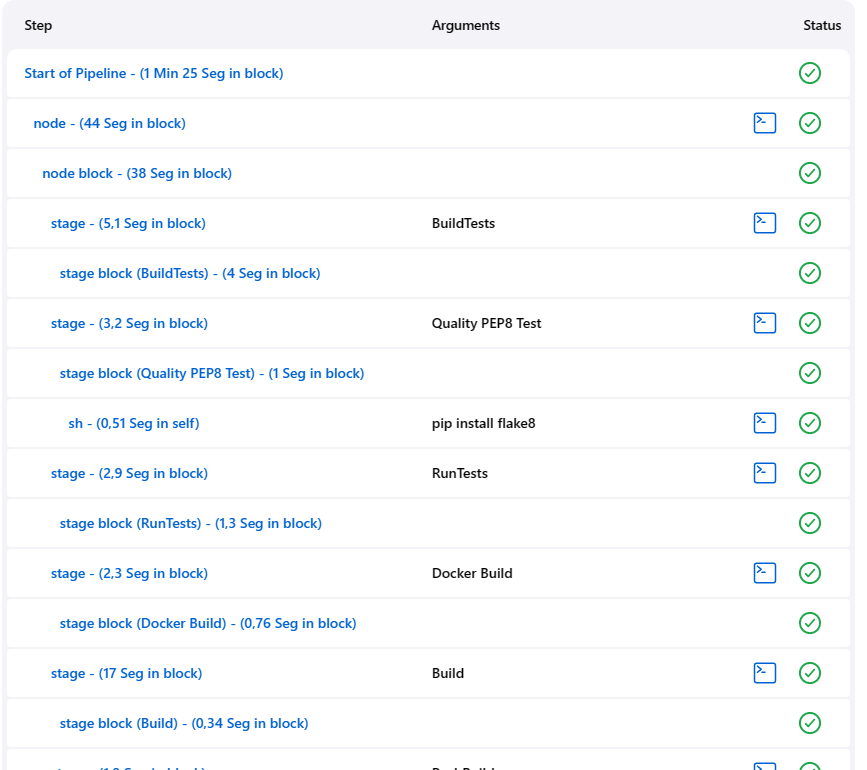 Step Arguments Status
Start of Pipeline - (1 Min 25 Seg in block)
node - (44 Seg in block)
node block - (38 Seg in block)
stage - (5,1 Seg in block) BuildTests
stage block (BuildTests) - (4 Seg in block)
stage - (3,2 Seg in block) Quality PEP8 Test
stage block (Quality PEP8 Test) - (1 Seg in block)
sh - (0,51 Seg in self) pip install flake8
stage - (2,9 Seg in block) RunTests
stage block (RunTests) - (1,3 Seg in block)
stage - (2,3 Seg in block) Docker Build
stage block (Docker Build) - (0,76 Seg in block)
stage - (17 Seg in block) Build
stage block (Build) - (0,34 Seg in block)